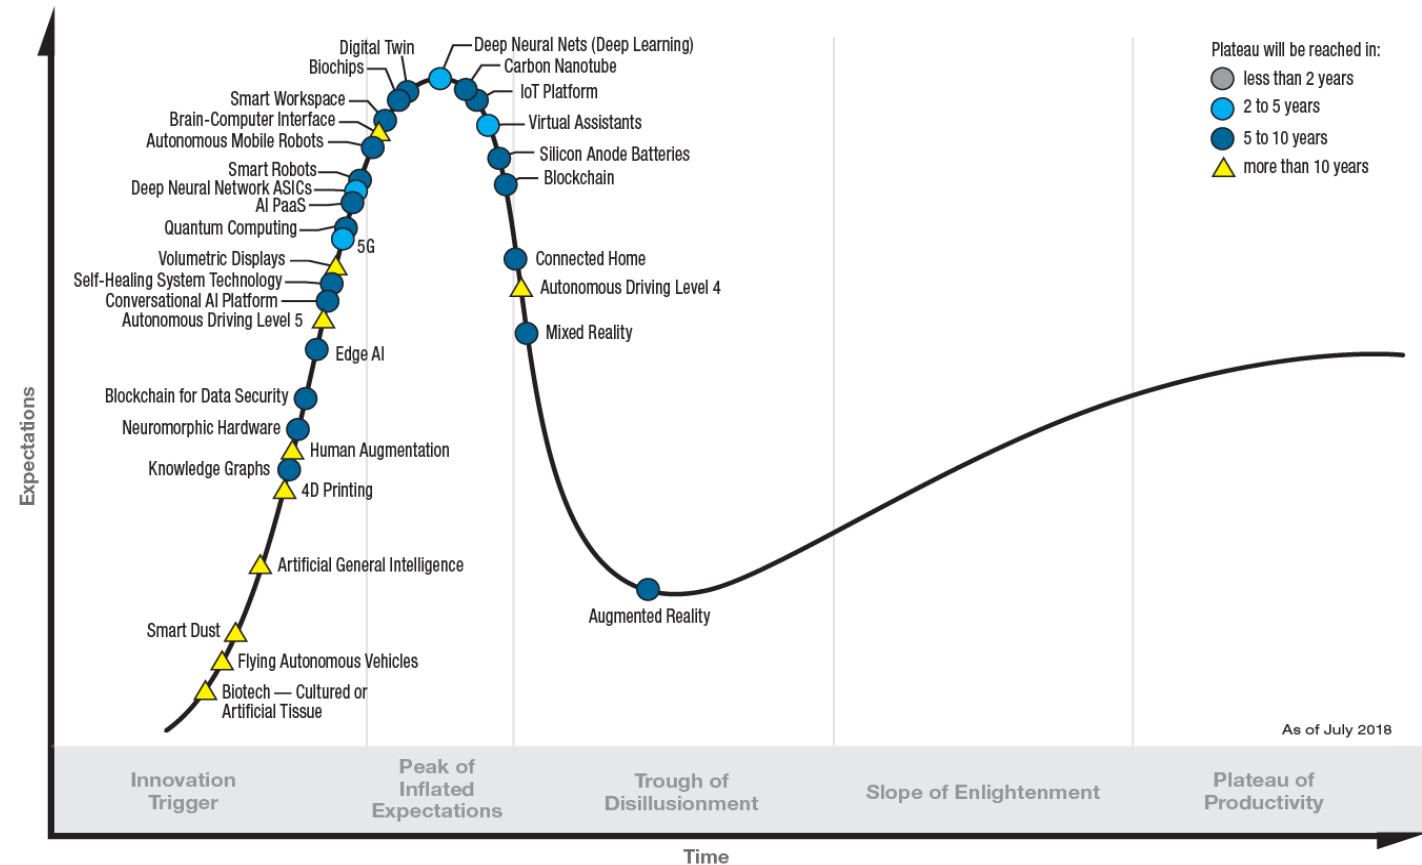 Digital Twin
Biochips
Smart Workspace
Brain-Computer Interface
Autonomous Mobile Robots
Smart Robots
Deep Neural Network ASICs
AI PaaS
Quantum Computing
5G
Volumetric Displays
Self-Healing System Technology
Conversational AI Platform
Autonomous Driving Level 5
Edge AI
Blockchain for Data Security
Neuromorphic Hardware
Human Augmentation
Knowledge Graphs
4D Printing
Artificial General Intelligence
Smart Dust
Flying Autonomous Vehicles
Biotech — Cultured or
Artificial Tissue
Deep Neural Nets (Deep Learning)
Carbon Nanotube
IoT Platform
Virtual Assistants
Silicon Anode Batteries
Blockchain
Connected Home
Autonomous Driving Level 4
Mixed Reality
Augmented Reality
Plateau will be reached in:
less than 2 years
2 to 5 years
5 to 10 years
more than 10 years
As of July 2018
Expectations
Innovation
Trigger
Peak of
Inflated
Expectations
Trough of
Disillusionment
Slope of Enlightenment
Plateau of
Productivity
Time